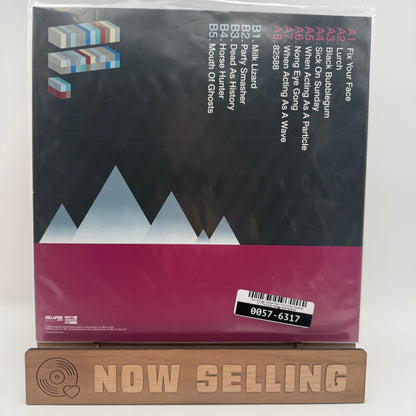 A1. Fix Your Face
A2. Lurch
A3. Black Bubblegum
A4. Sick On Sunday
A5. When Acting As A Particle
A6. Nong Eye Gong
A7. When Acting As A Wave
A8. 82588
B1. Milk Lizard
B2. Party Smasher
B3. Dead As History
B4. Horse Hunter
B5. Mouth Of Ghosts
RELAPSE
0057-6317
NOW SELLING